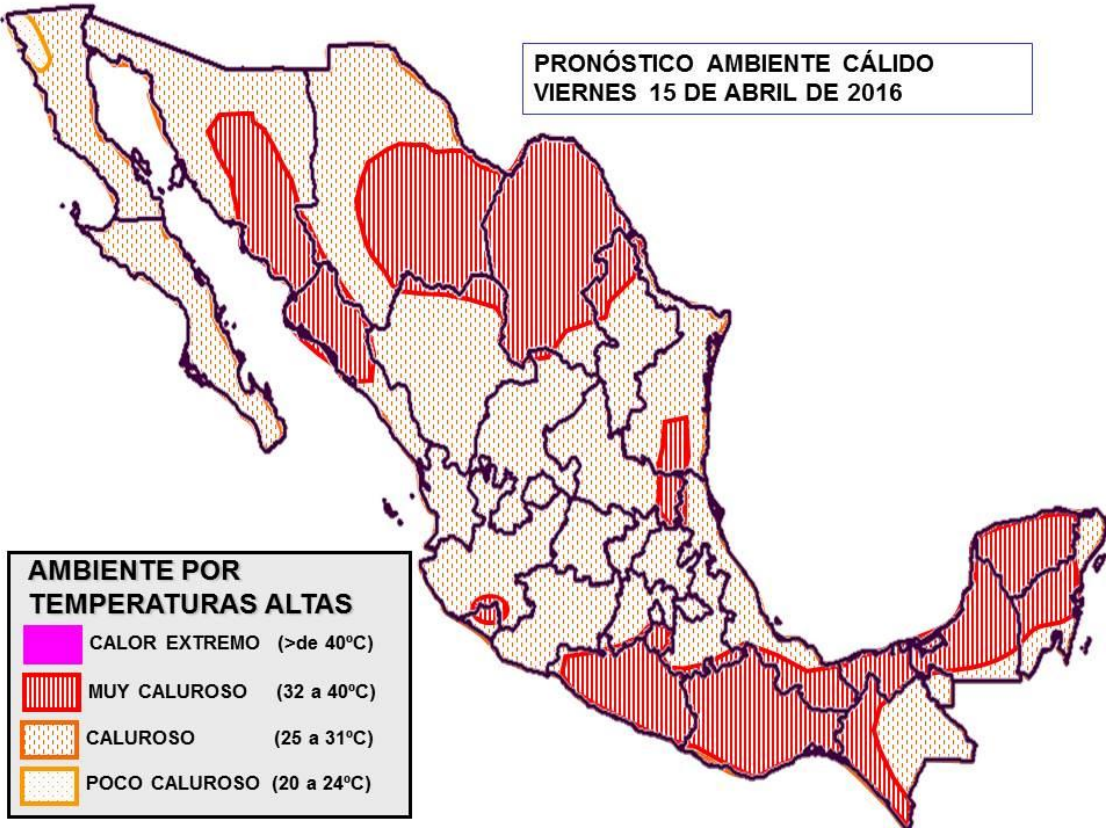 PRONÓSTICO AMBIENTE CÁLIDO
VIERNES 15 DE ABRIL DE 2016
AMBIENTE POR
TEMPERATURAS ALTAS
CALOR EXTREMO (>de 40ºC)
MUY CALUROSO (32 a 40ºC)
CALUROSO (25 a 31ºC)
POCO CALUROSO (20 a 24ºC)